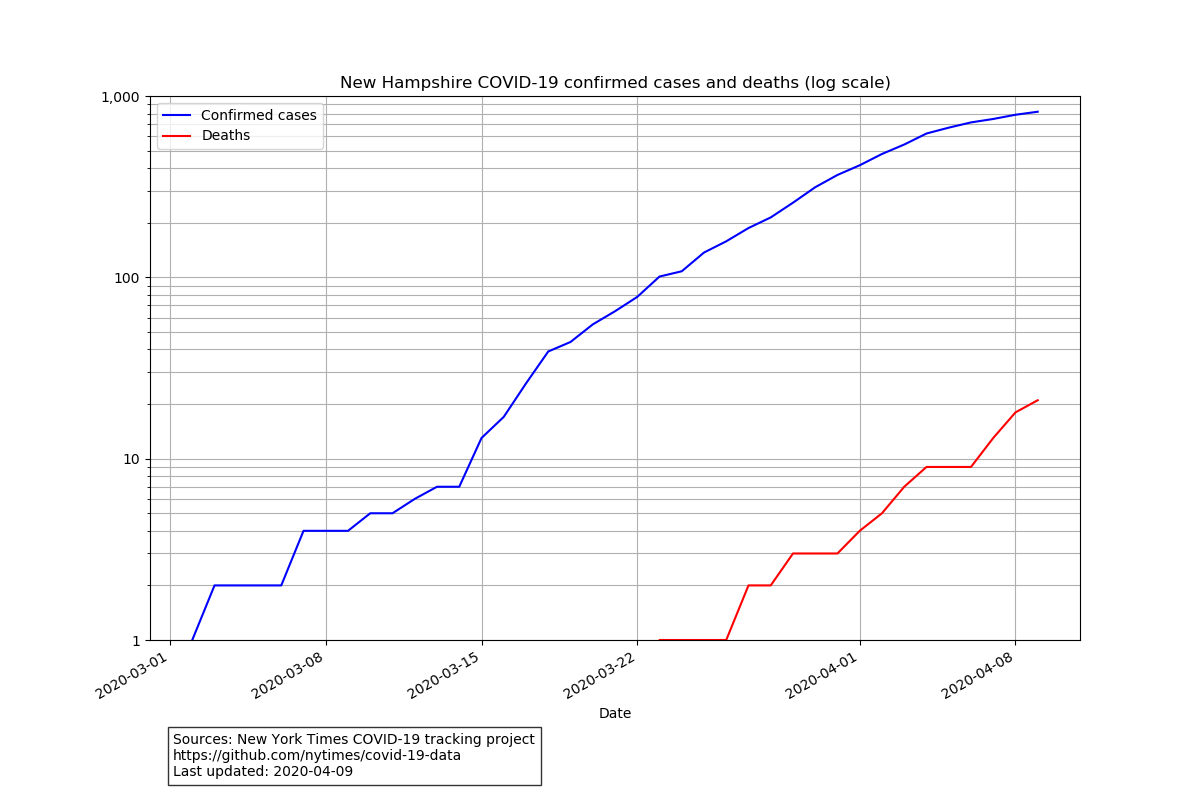 New Hampshire COVID-19 confirmed cases and deaths (log scale)
1,000
Confirmed cases
Deaths
100
10
1
2020-03-01
2020-03-08
2020-03-15
2020-03-22
2020-04-01
2020-04-08
Date
Sources: New York Times COVID-19 tracking project
https://github.com/nytimes/covid-19-data
Last updated: 2020-04-09